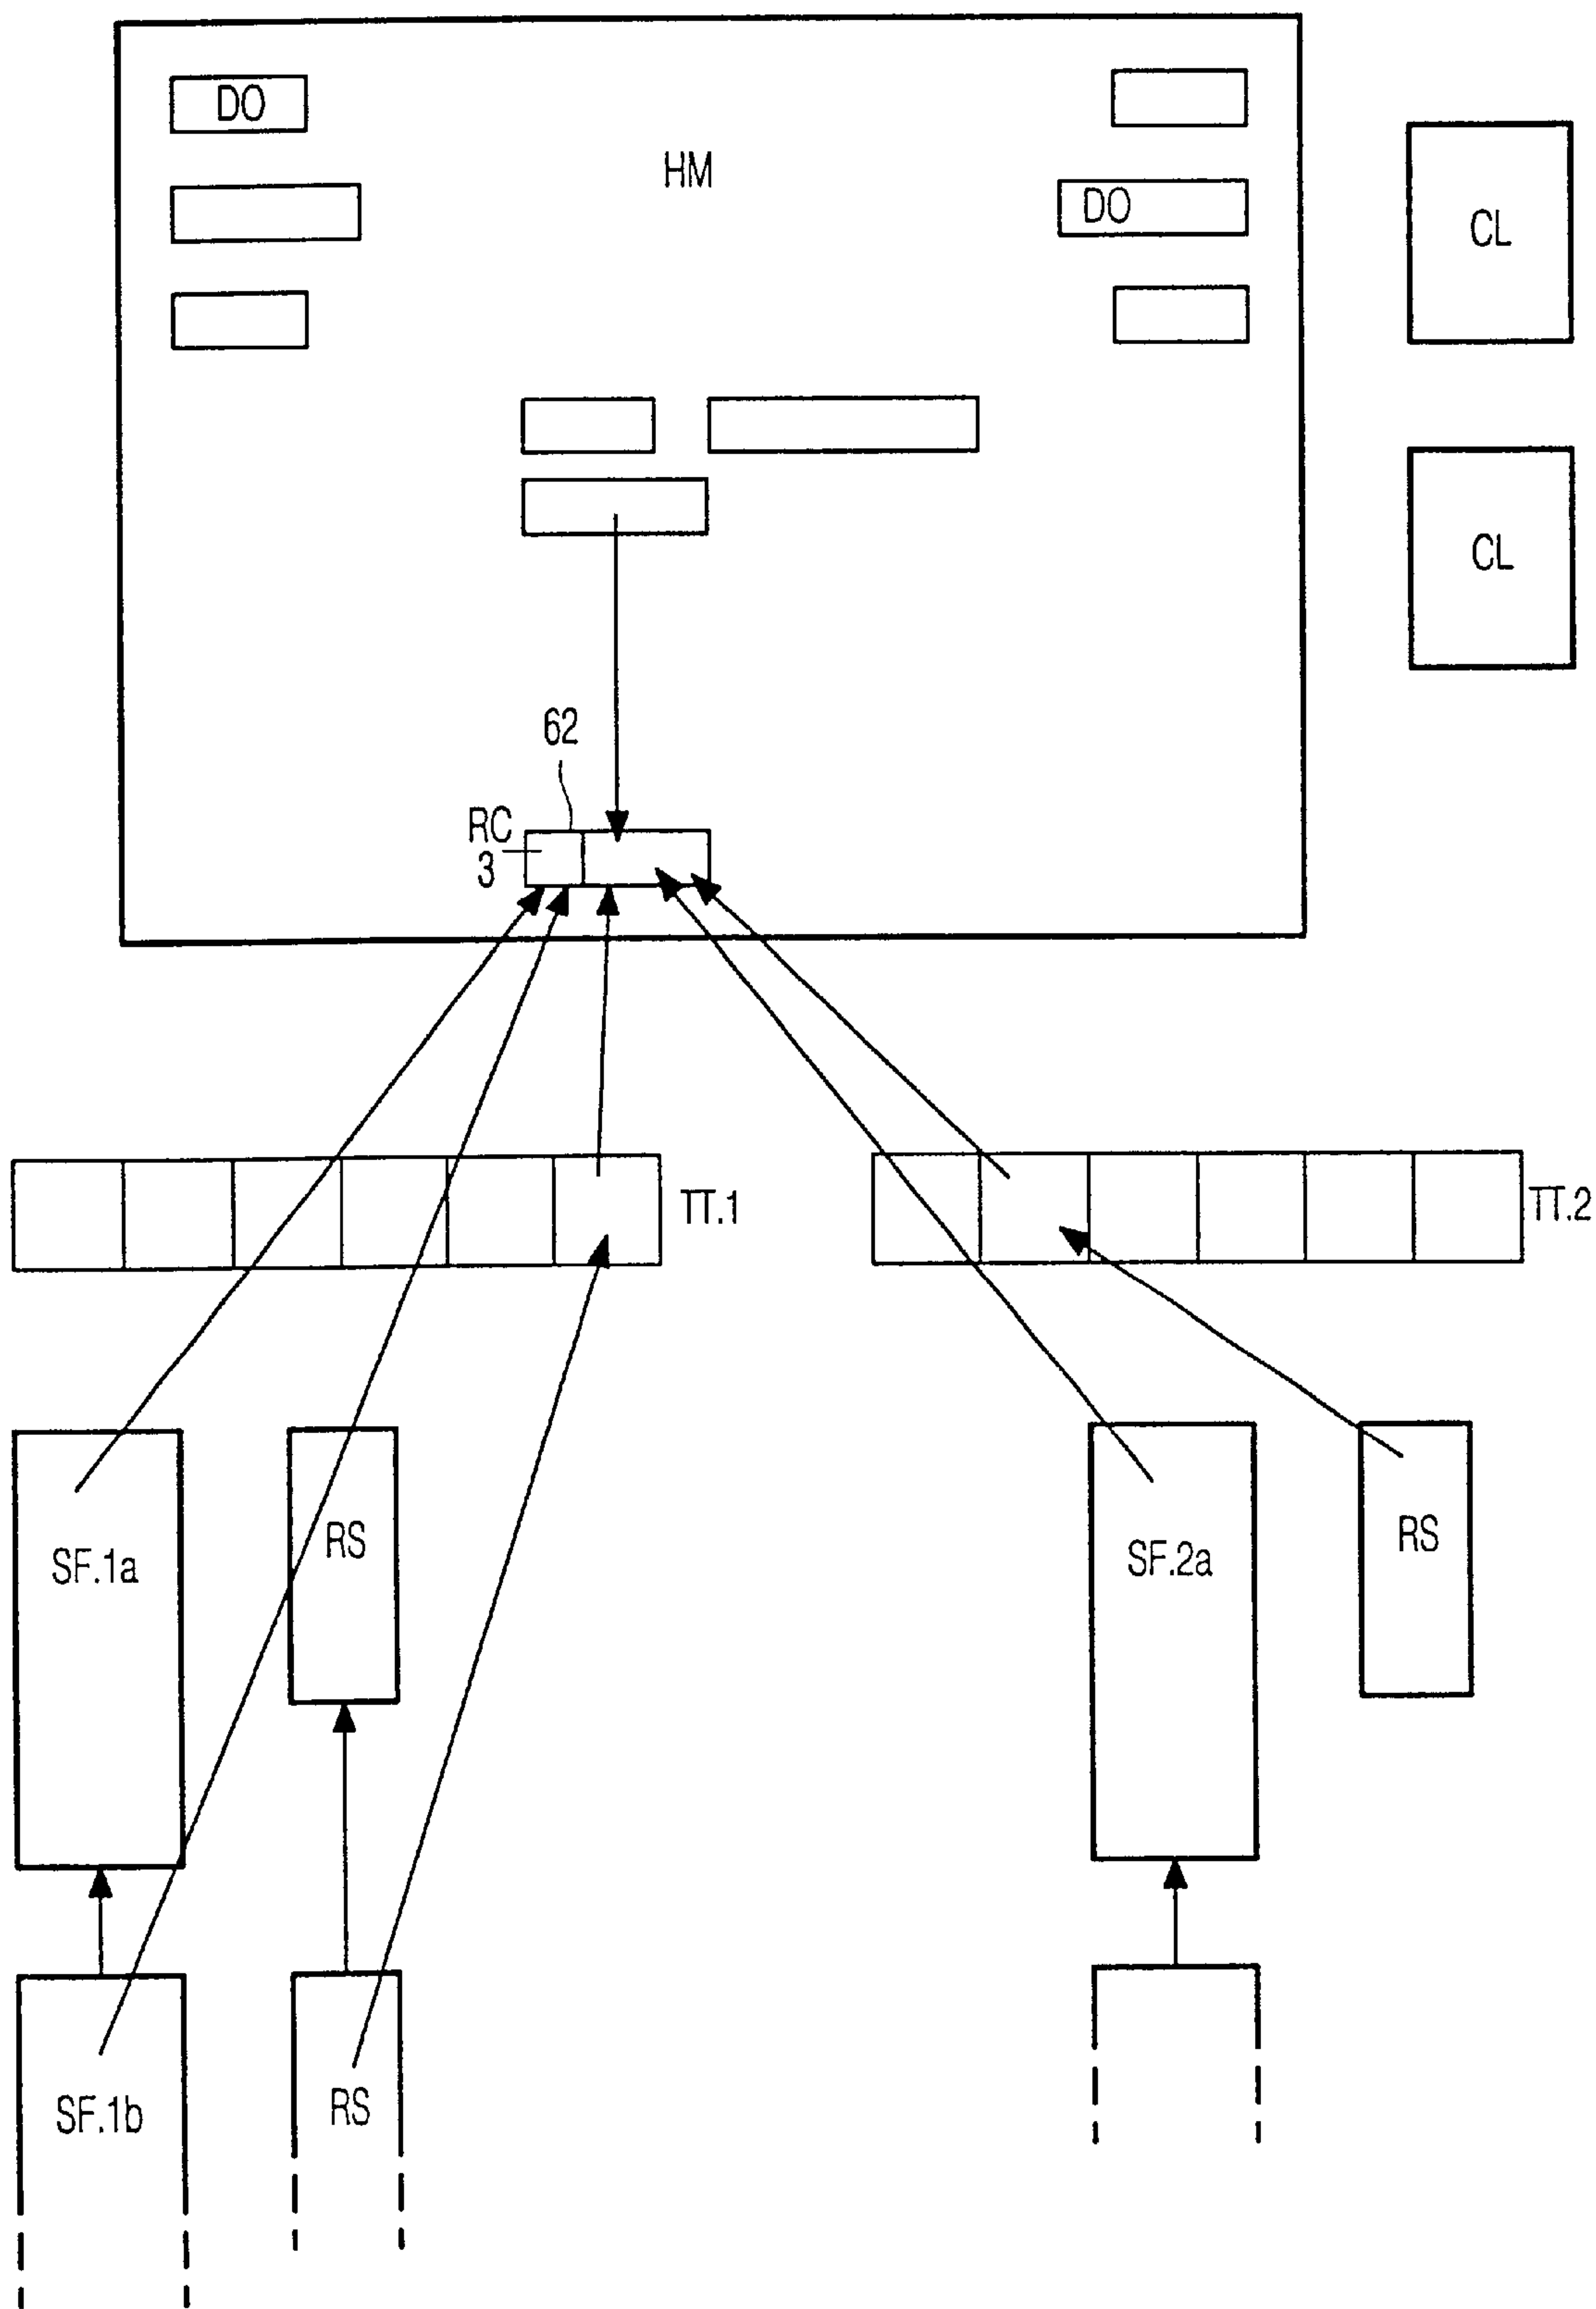 DO
HM
DO
CL
CL
62
RC
3
TT.1
TT.2
SF.1a
RS
SF.2a
RS
SF.1b
RS